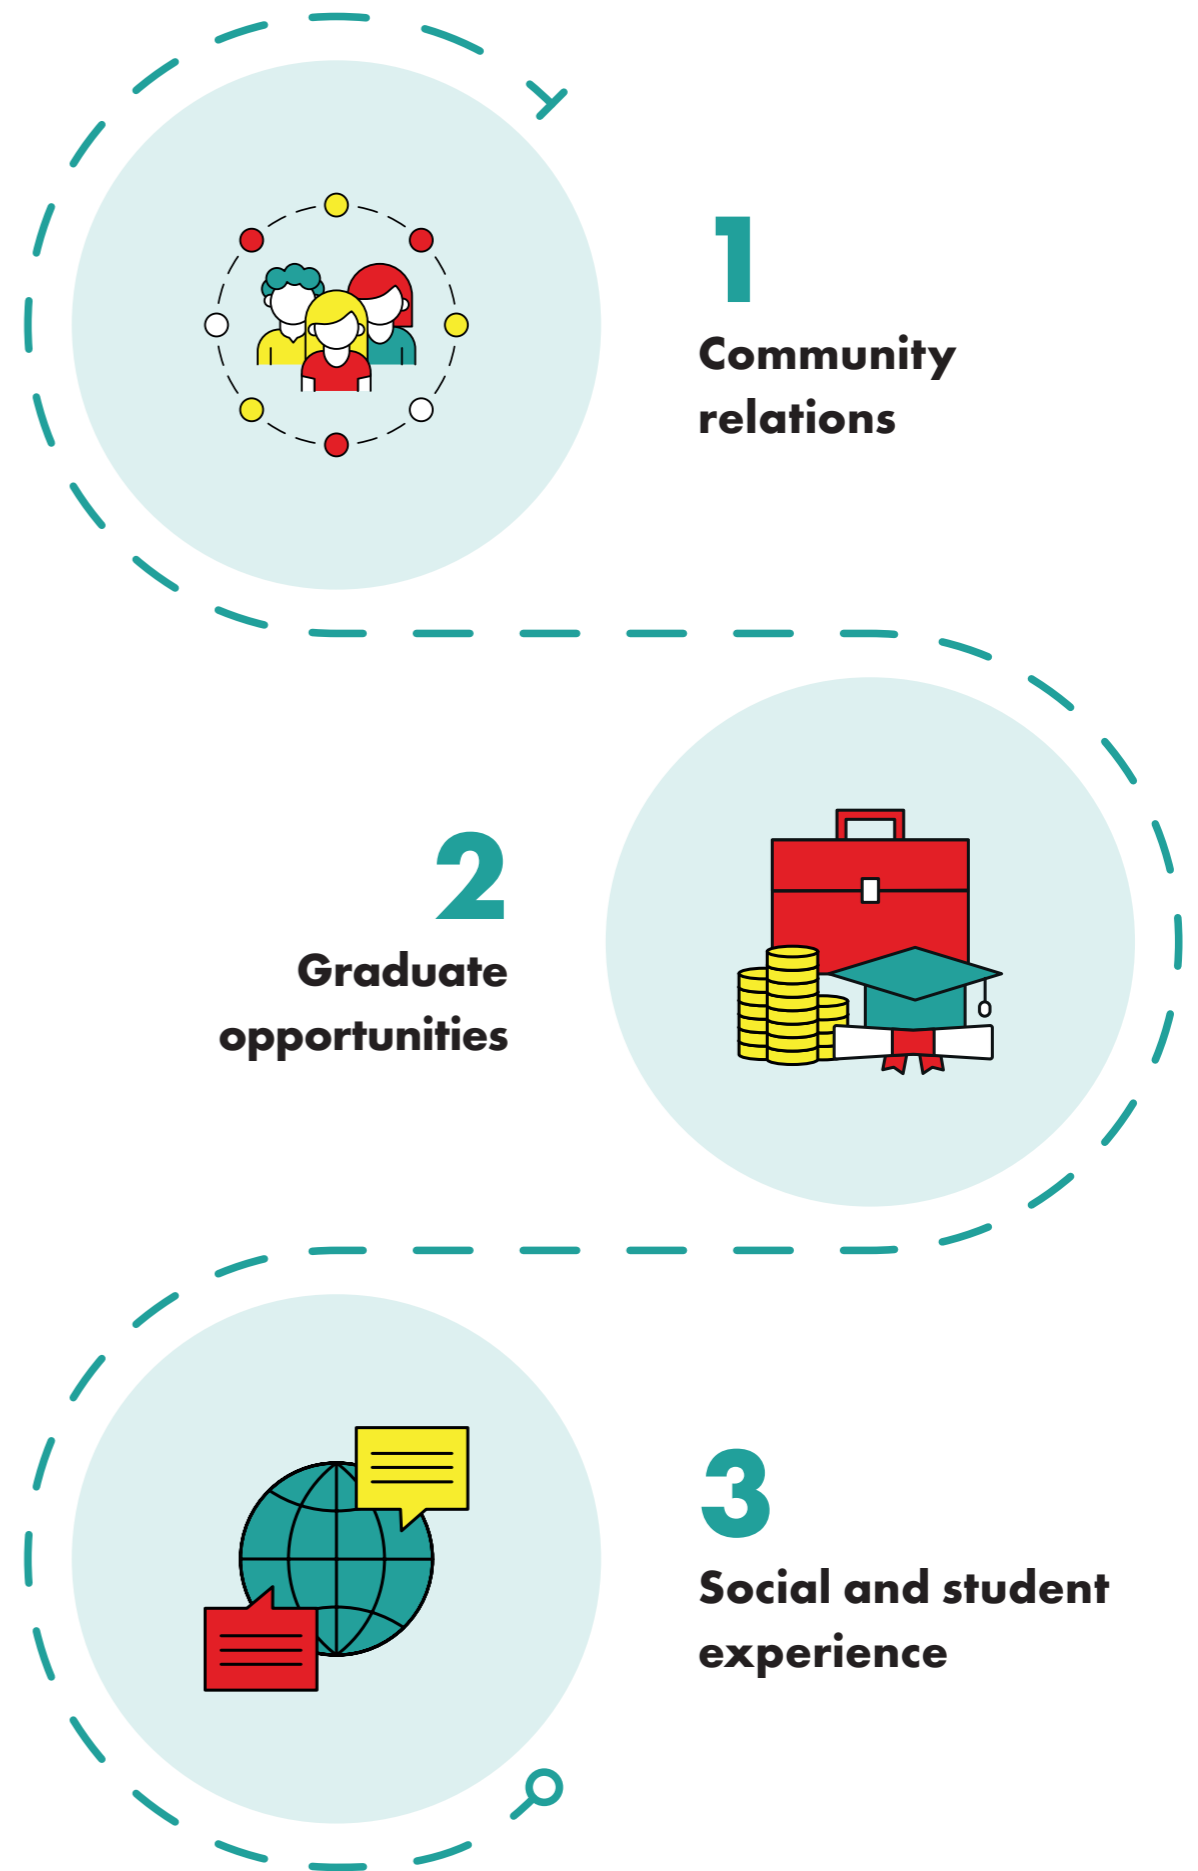 1
Community
relations
2
Graduate
opportunities
3
Social and student
experience